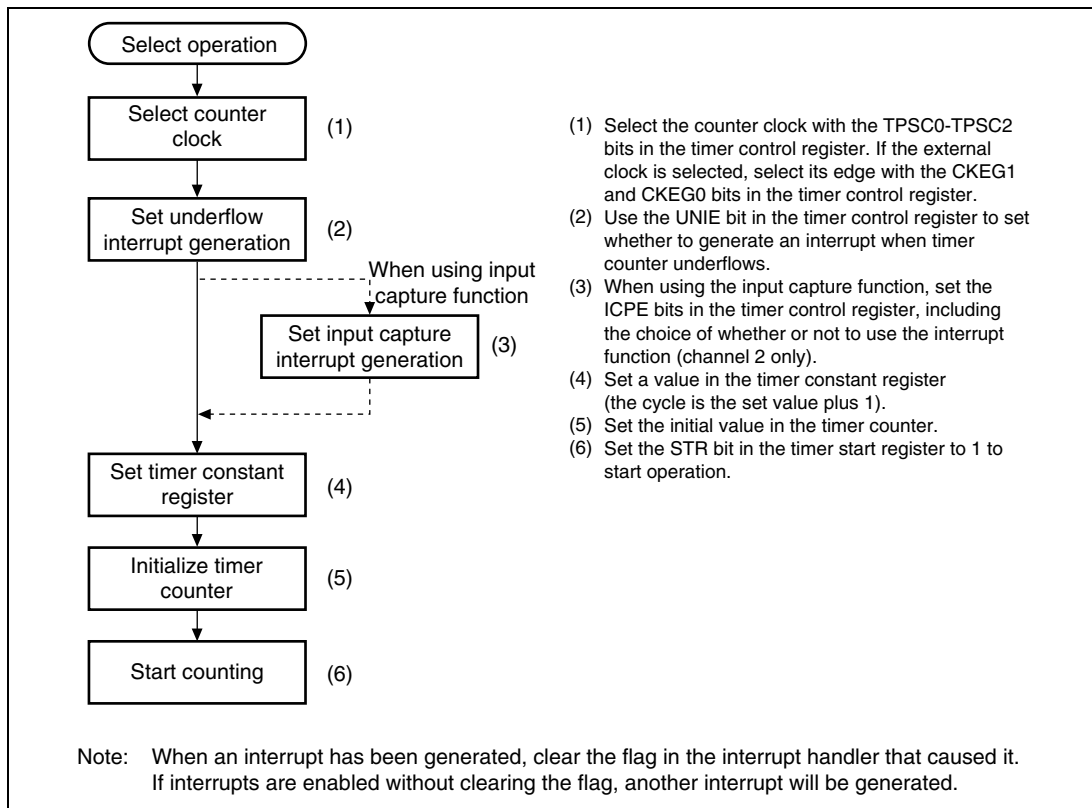 Select operation
Select counter
clock
(1)
Set underflow
interrupt generation
(2)
When using input
capture function
Set input capture
interrupt generation
(3)
Set timer constant
register
(4)
Initialize timer
counter
(5)
Start counting
(6)
(1) Select the counter clock with the TPSC0-TPSC2
bits in the timer control register. If the external
clock is selected, select its edge with the CKEG1
and CKEG0 bits in the timer control register.
(2) Use the UNIE bit in the timer control register to set
whether to generate an interrupt when timer
counter underflows.
(3) When using the input capture function, set the
ICPE bits in the timer control register, including
the choice of whether or not to use the interrupt
function (channel 2 only).
(4) Set a value in the timer constant register
(the cycle is the set value plus 1).
(5) Set the initial value in the timer counter.
(6) Set the STR bit in the timer start register to 1 to
start operation.
Note: When an interrupt has been generated, clear the flag in the interrupt handler that caused it.
If interrupts are enabled without clearing the flag, another interrupt will be generated.